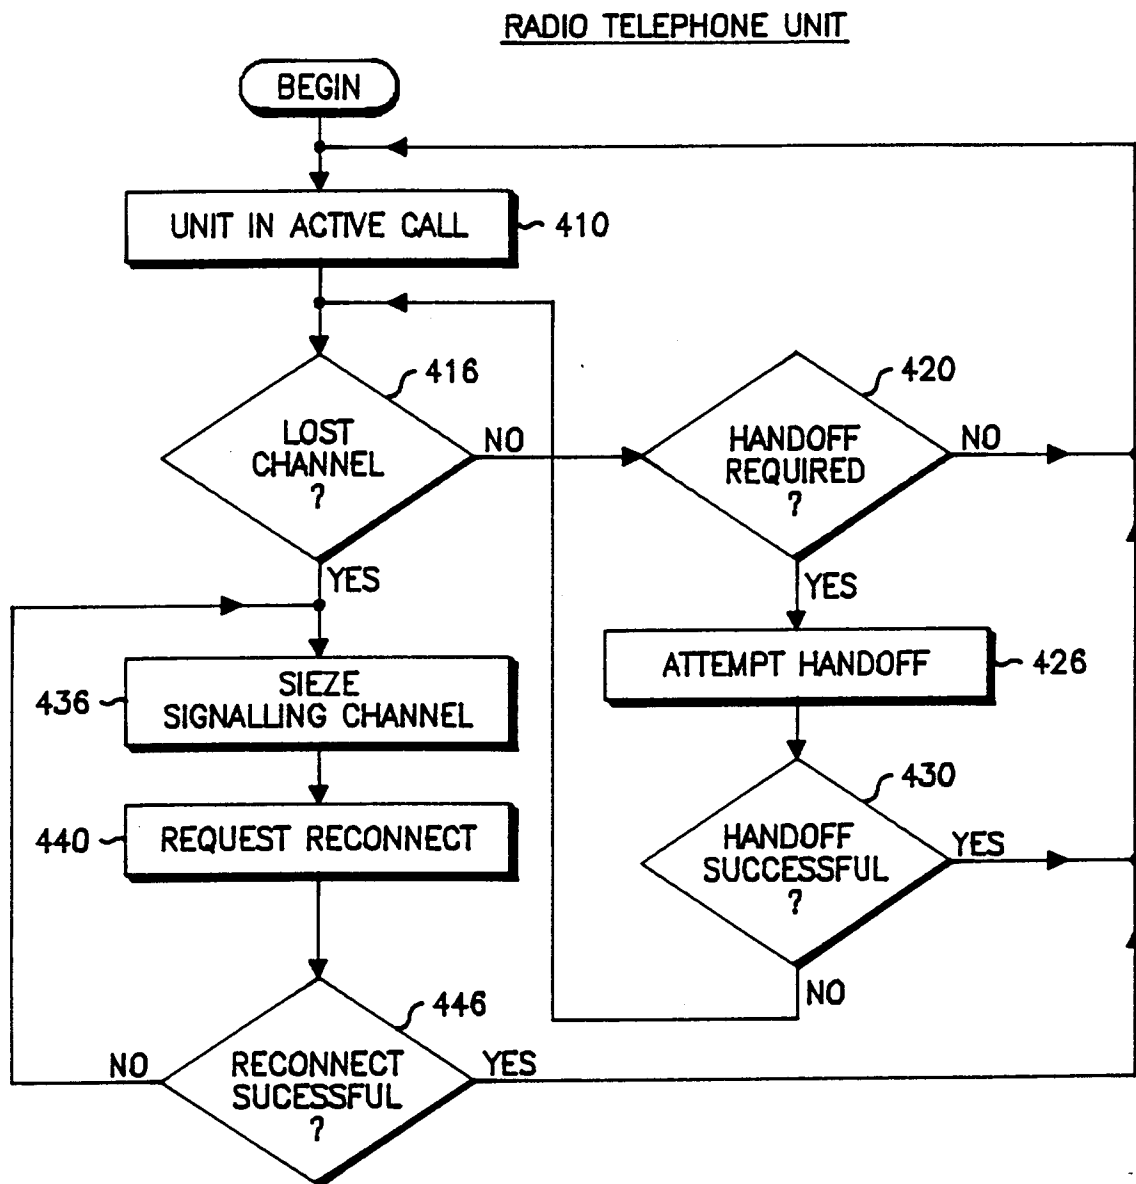 RADIO TELEPHONE UNIT
BEGIN
UNIT IN ACTIVE CALL
410
416
LOST
CHANNEL
?
NO
YES
420
HANDOFF
REQUIRED
?
NO
YES
ATTEMPT HANDOFF
426
430
HANDOFF
SUCCESSFUL
?
YES
NO
436
SIEZE
SIGNALLING CHANNEL
440
REQUEST RECONNECT
446
RECONNECT
SUCESSFUL
?
NO
YES